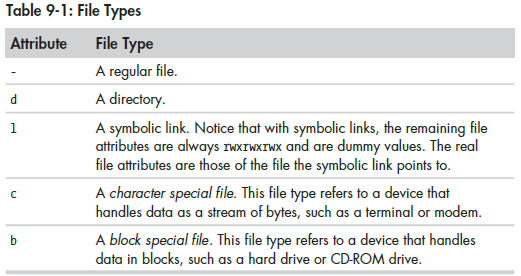 Table 9-1: File Types
Attribute File Type
- A regular file.
d A directory.
l A symbolic link. Notice that with symbolic links, the remaining file
attributes are always rwxrwxrwx and are dummy values. The real
file attributes are those of the file the symbolic link points to.
c A character special file. This file type refers to a device that
handles data as a stream of bytes, such as a terminal or modem.
b A block special file. This file type refers to a device that handles
data in blocks, such as a hard drive or CD-ROM drive.